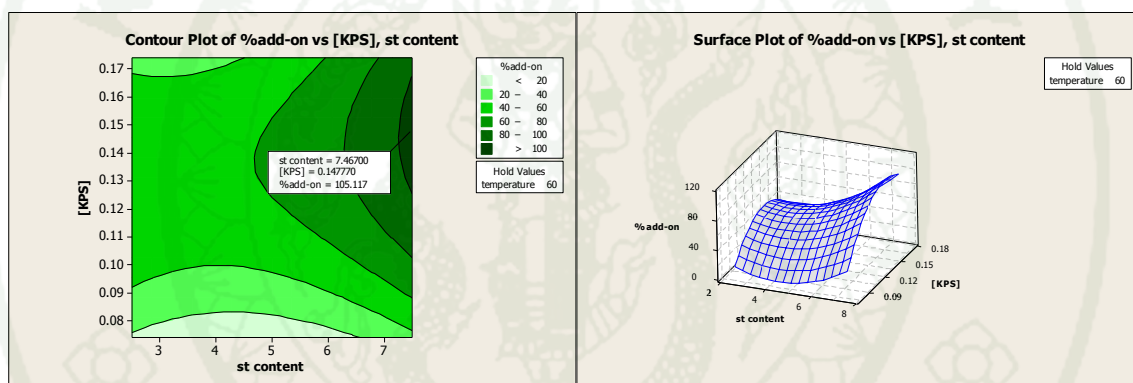 Contour Plot of %add-on vs [KPS], st content
[KPS]
0.17
0.16
0.15
0.14
0.13
0.12
0.11
0.10
0.09
0.08
3 4 5 6 7
st content
st content = 7.46700
[KPS] = 0.147770
%add-on = 105.117
%add-on
< 20
20 – 40
40 – 60
60 – 80
80 – 100
> 100
Hold Values
temperature 60
Surface Plot of %add-on vs [KPS], st content
Hold Values
temperature 60
%add-on
120
80
40
0
2 4 6 8
st content
0.18
0.15
0.12
0.09
[KPS]